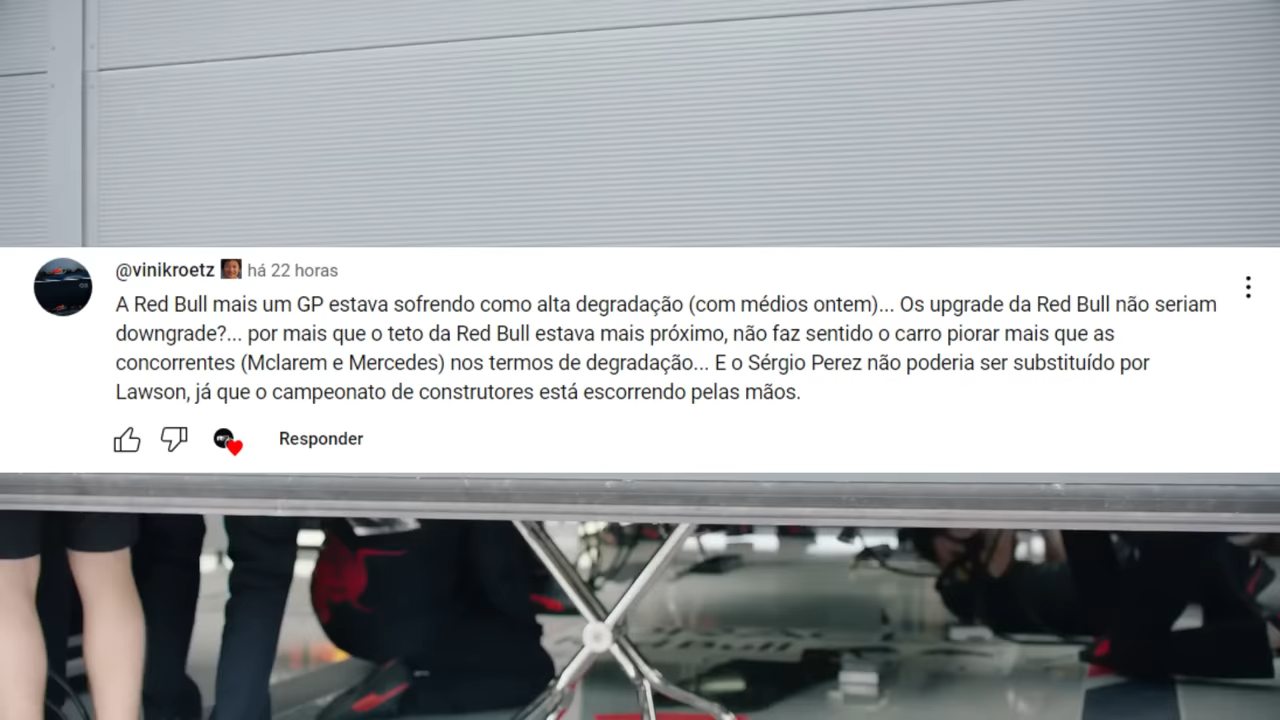 @vinikroetz há 22 horas
A Red Bull mais um GP estava sofrendo como alta degradação (com médios ontem)... Os upgrade da Red Bull não seriam
downgrade?... por mais que o teto da Red Bull estava mais próximo, não faz sentido o carro piorar mais que as
concorrentes (Mclarem e Mercedes) nos termos de degradação... E o Sérgio Perez não poderia ser substituído por
Lawson, já que o campeonato de construtores está escorrendo pelas mãos.
Responder